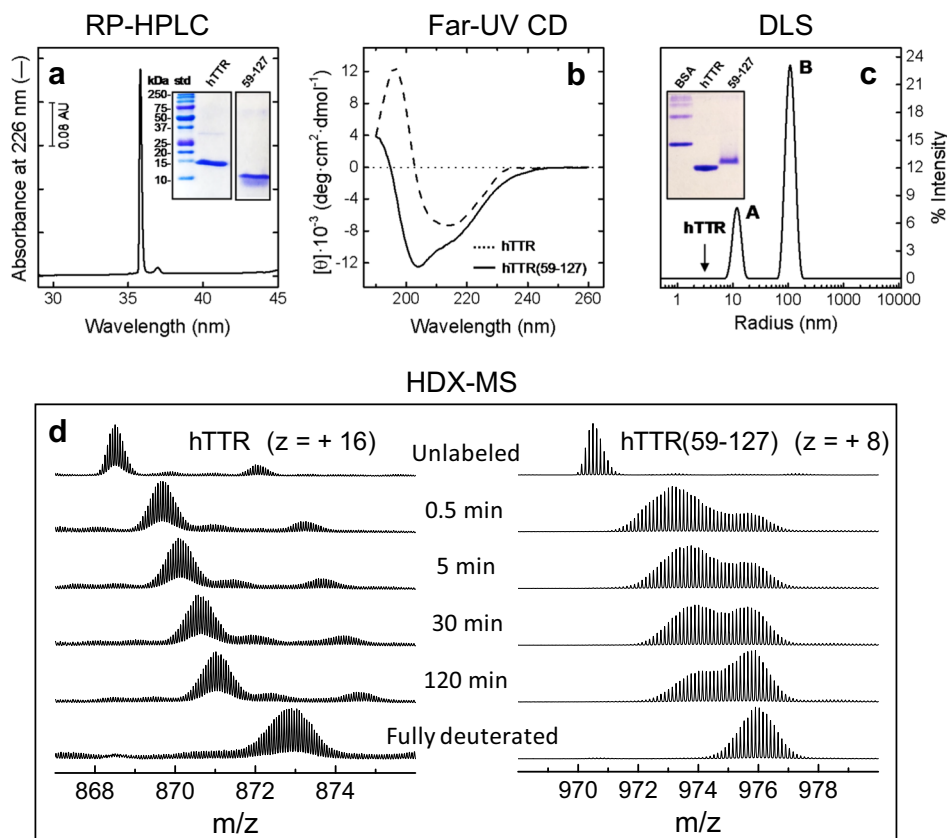 RP-HPLC
Far-UV CD
DLS
a
Absorbance at 226 nm (—)
0.08 AU
kDa std hTTR 59-127
250-
75-
50-
37-
25-
20-
15-
10-
30 35 40 45
Wavelength (nm)
b
[θ]·10⁻³ (deg·cm²·dmol⁻¹)
12
8
4
0
-4
-8
-12
hTTR
hTTR(59-127)
200 220 240 260
Wavelength (nm)
c
BSA hTTR 59-127
hTTR
A
B
24
21
18
15
12
9
6
3
0
% Intensity
1 10 100 1000 10000
Radius (nm)
HDX-MS
d
hTTR (z = + 16)
hTTR(59-127) (z = + 8)
Unlabeled
0.5 min
5 min
30 min
120 min
Fully deuterated
868 870 872 874
m/z
970 972 974 976 978
m/z